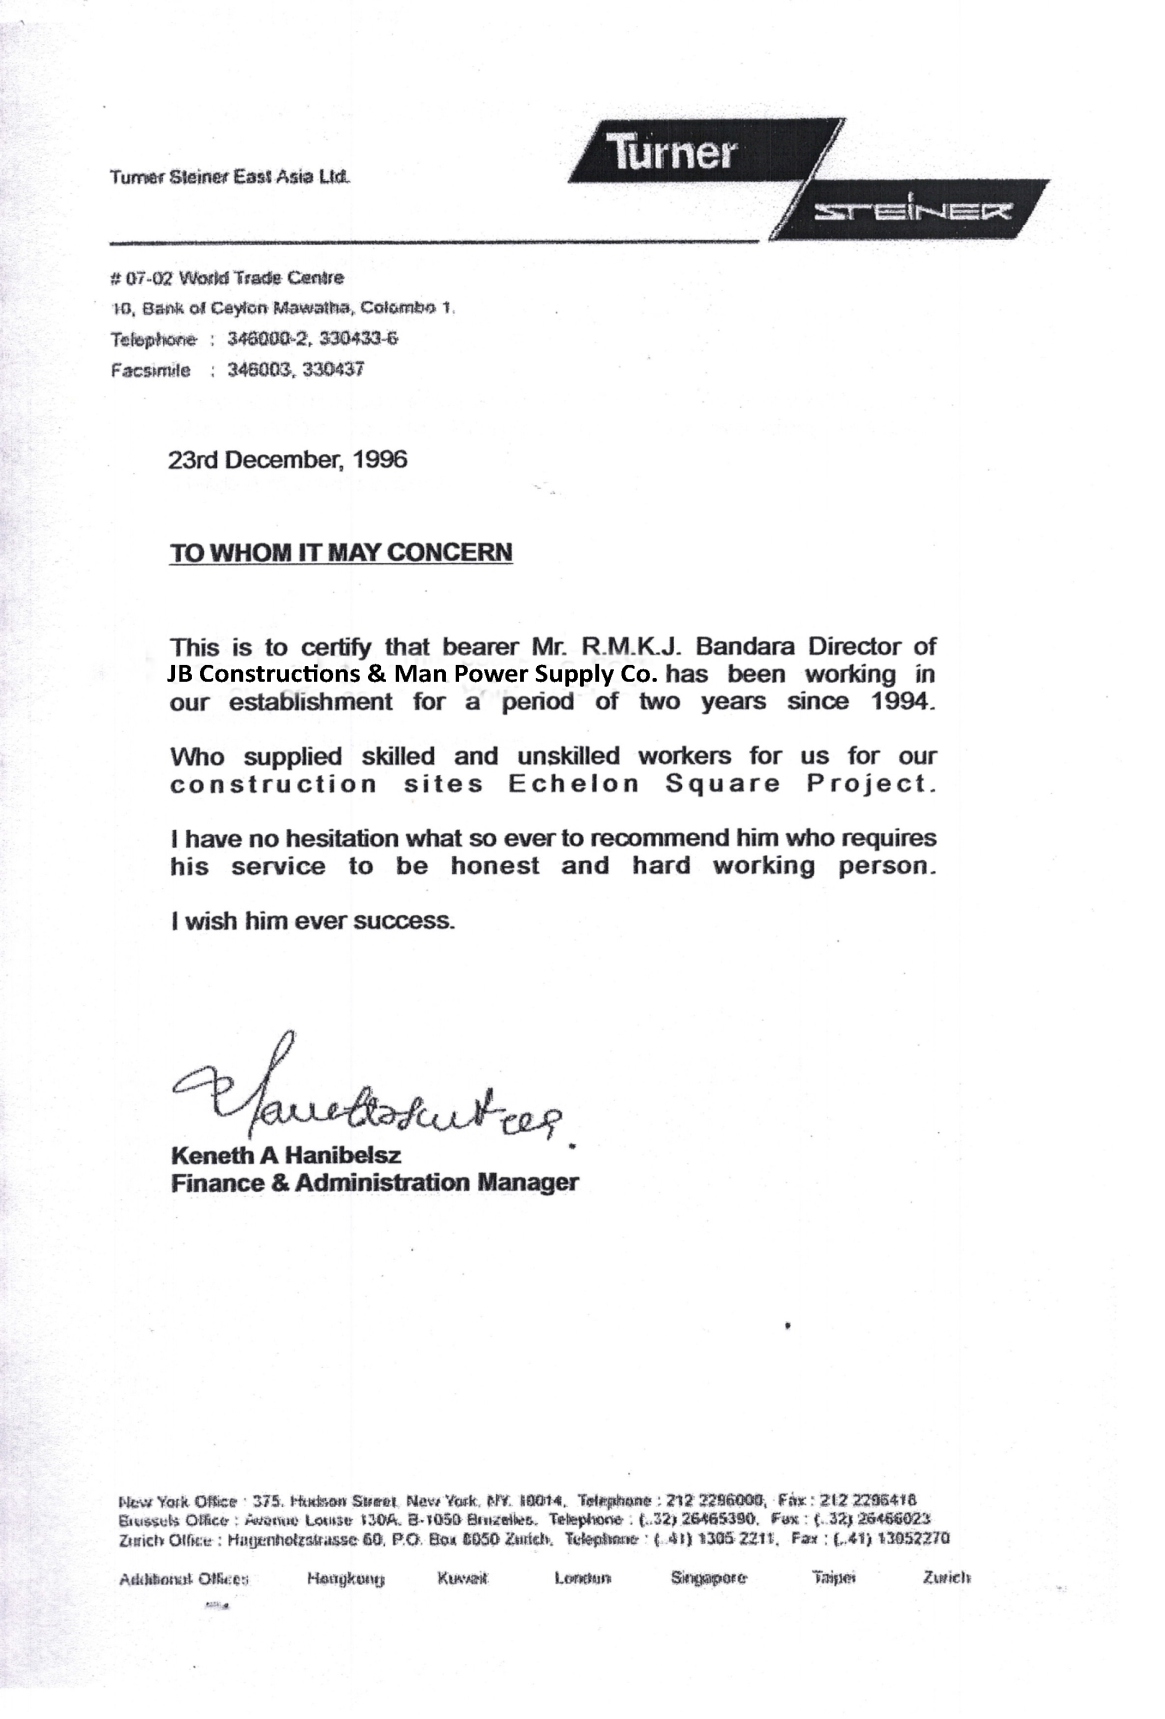 Turner
STEINER
Turner Steiner East Asia Ltd.
# 07-02 World Trade Centre
10, Bank of Ceylon Mawatha, Colombo 1.
Telephone : 346000-2, 330433-6
Facsimile : 346003, 330437
23rd December, 1996
TO WHOM IT MAY CONCERN
This is to certify that bearer Mr. R.M.K.J. Bandara Director of
JB Constructions & Man Power Supply Co. has been working in
our establishment for a period of two years since 1994.
Who supplied skilled and unskilled workers for us for our
construction sites Echelon Square Project.
I have no hesitation what so ever to recommend him who requires
his service to be honest and hard working person.
I wish him ever success.
Keneth A Hanibelsz
Finance & Administration Manager
New York Office : 375, Hudson Street, New York, NY. 10014, Telephone : 212 2296000, Fax : 212 2296418
Brussels Office : Avenue Louise 130A, B-1050 Bruzelles, Telephone : (..32) 26465390, Fax : (..32) 26466023
Zurich Office : Hagenholzstrasse 60, P.O. Box 8050 Zurich, Telephone : (..41) 1305 2211, Fax : (..41) 13052270
Additional Offices Hongkong Kuwait London Singapore Taipei Zurich